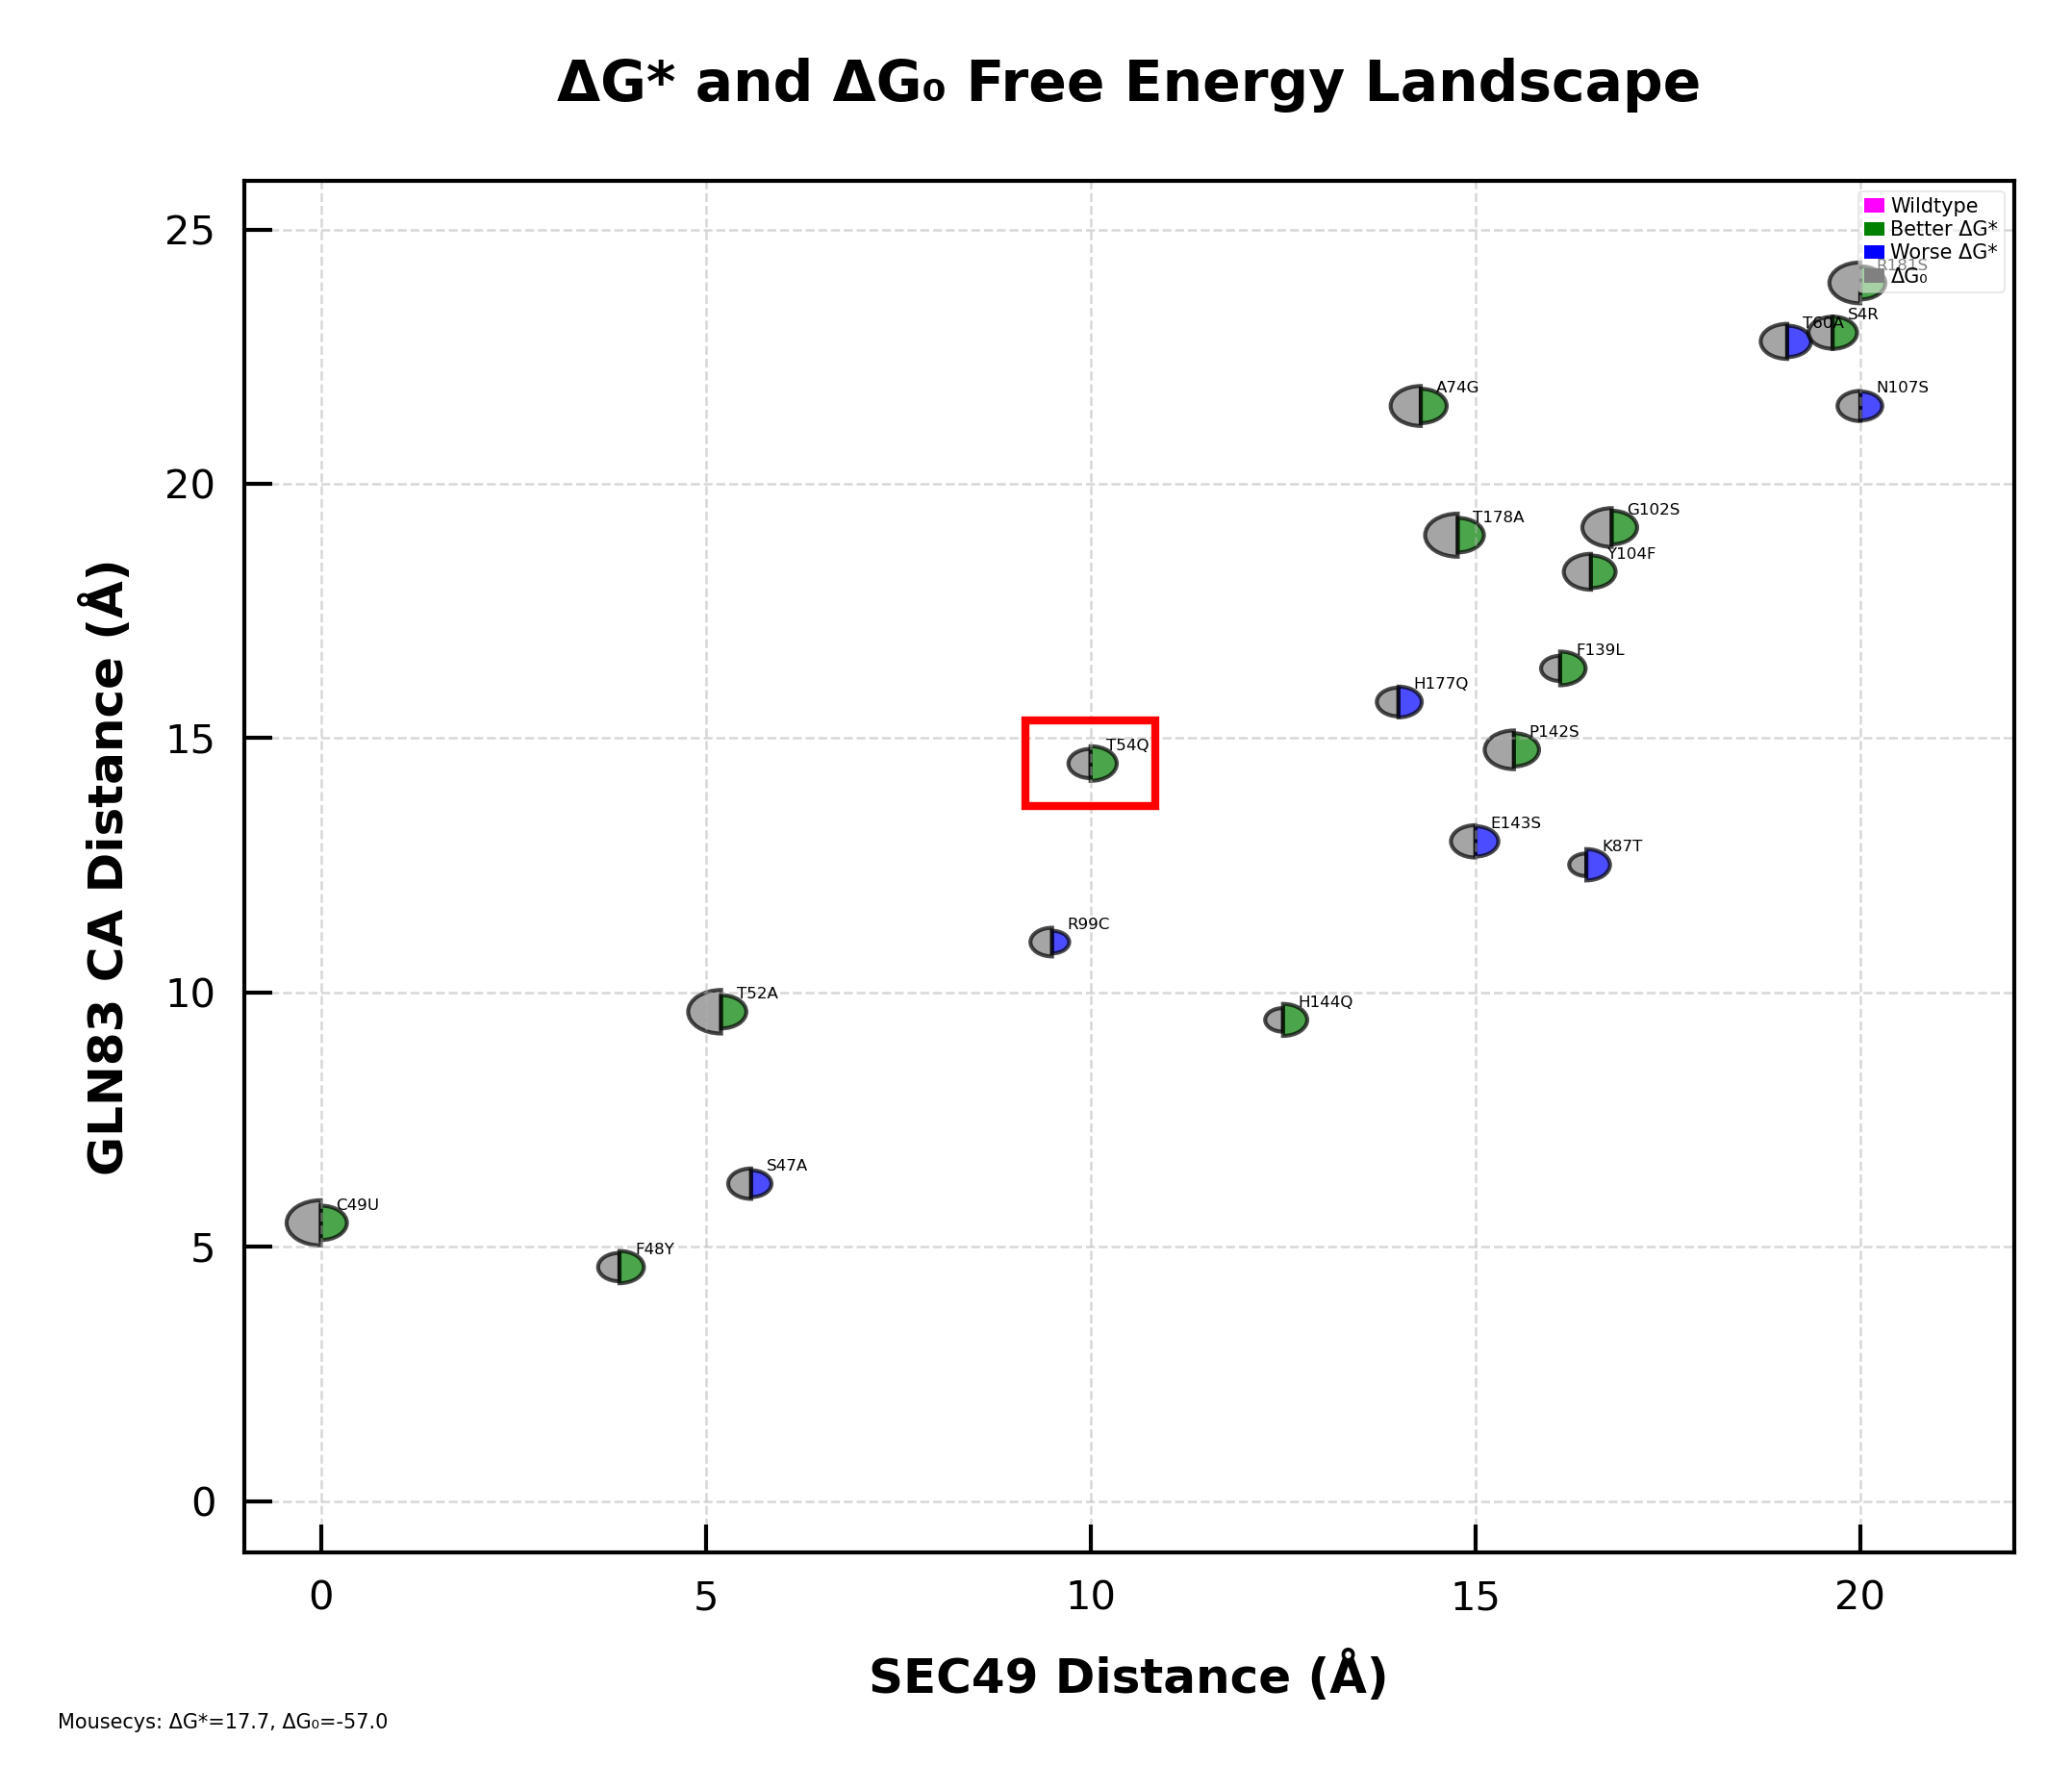 ΔG* and ΔG₀ Free Energy Landscape
Wildtype
Better ΔG*
Worse ΔG*
ΔG₀
R181S
S4R
T60A
N107S
A74G
T178A
G102S
Y104F
F139L
H177Q
P142S
T54Q
E143S
K87T
R99C
T52A
H144Q
S47A
C49U
F48Y
25
20
15
10
5
0
GLN83 CA Distance (Å)
0 5 10 15 20
SEC49 Distance (Å)
Mousecys: ΔG*=17.7, ΔG₀=-57.0